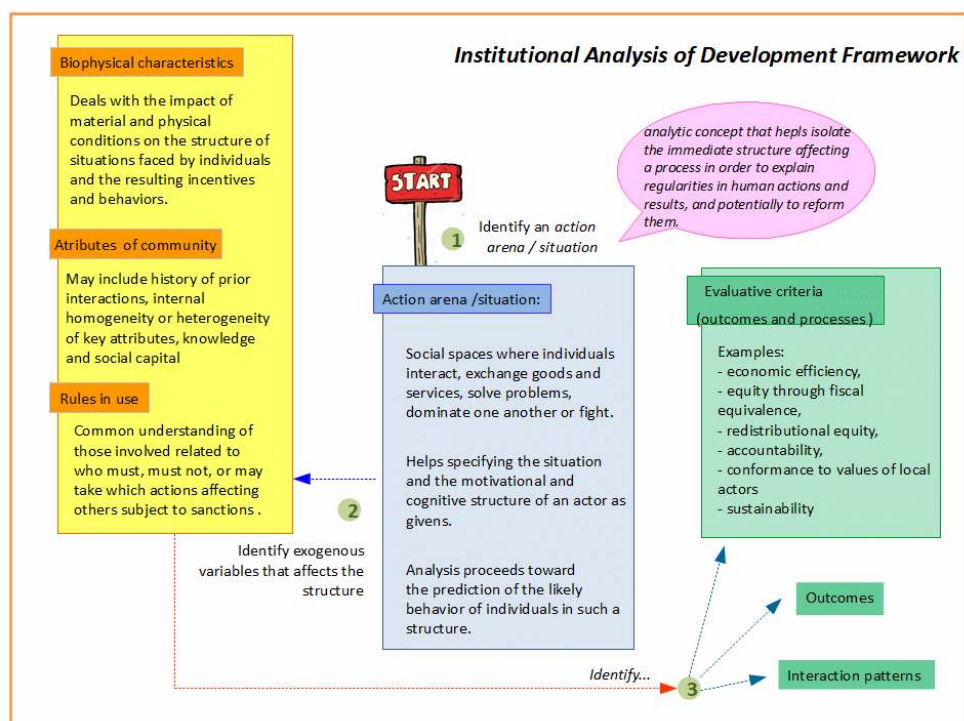 Institutional Analysis of Development Framework
Biophysical characteristics
Deals with the impact of
material and physical
conditions on the structure of
situations faced by individuals
and the resulting incentives
and behaviors.
Atributes of community
May include history of prior
interactions, internal
homogeneity or heterogeneity
of key attributes, knowledge
and social capital
Rules in use
Common understanding of
those involved related to
who must, must not, or may
take which actions affecting
others subject to sanctions .
START
1
Identify an action
arena / situation
analytic concept that hepls isolate
the immediate structure affecting
a process in order to explain
regularities in human actions and
results, and potentially to reform
them.
Action arena /situation:
Social spaces where individuals
interact, exchange goods and
services, solve problems,
dominate one another or fight.
Helps specifying the situation
and the motivational and
cognitive structure of an actor as
givens.
Analysis proceeds toward
the prediction of the likely
behavior of individuals in such a
structure.
2
Identify exogenous
variables that affects the
structure
Evaluative criteria
(outcomes and processes )
Examples:
- economic efficiency,
- equity through fiscal
equivalence,
- redistributional equity,
- accountability,
- conformance to values of local
actors
- sustainability
Identify...
3
Outcomes
Interaction patterns